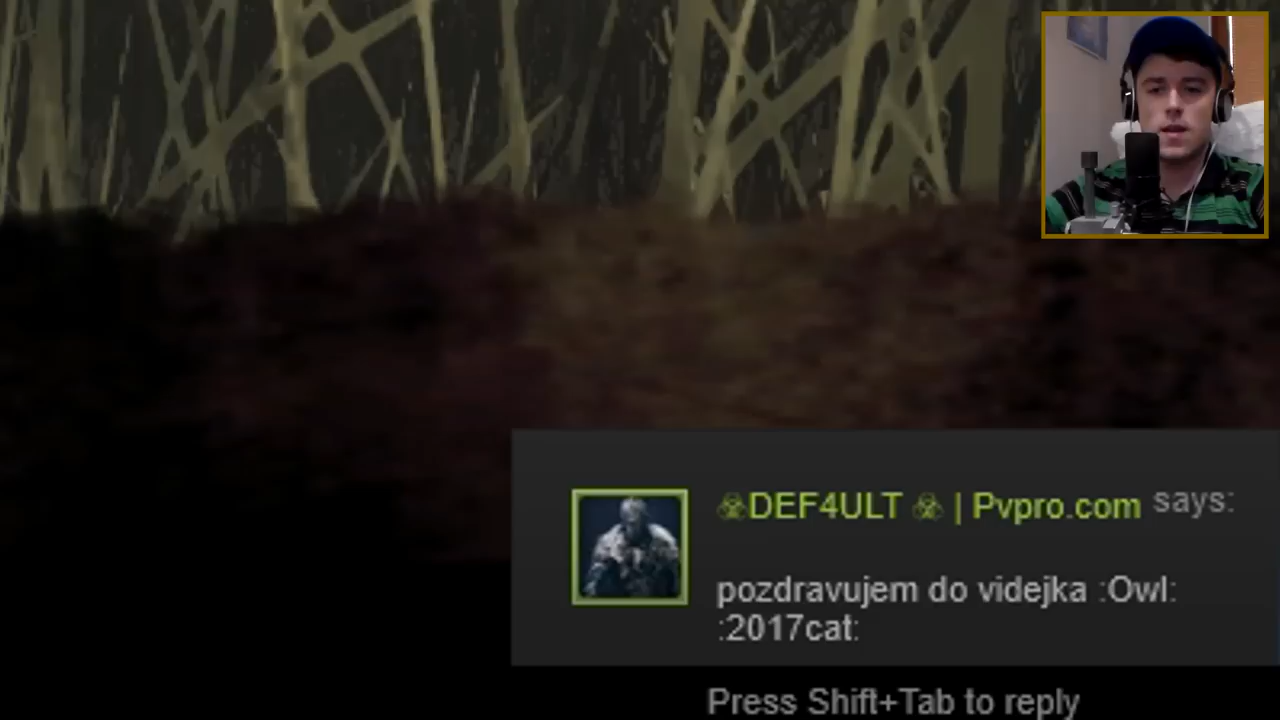 ☣DEF4ULT ☣ | Pvpro.com says:
pozdravujem do videjka :Owl:
:2017cat:
Press Shift+Tab to reply